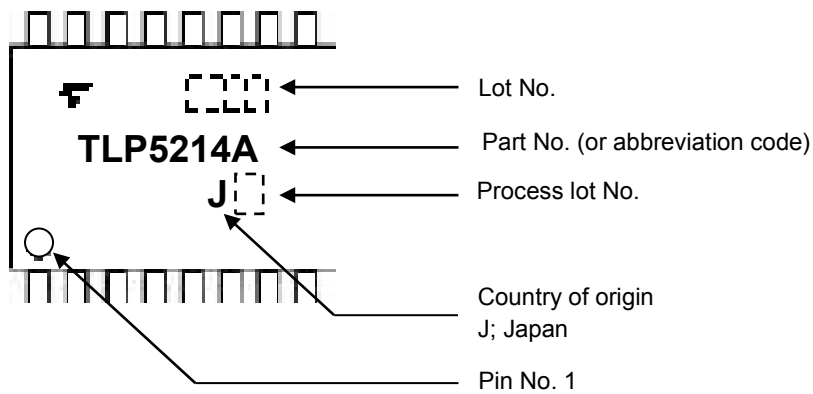 Lot No.
TLP5214A
Part No. (or abbreviation code)
J
Process lot No.
Country of origin
J; Japan
Pin No. 1